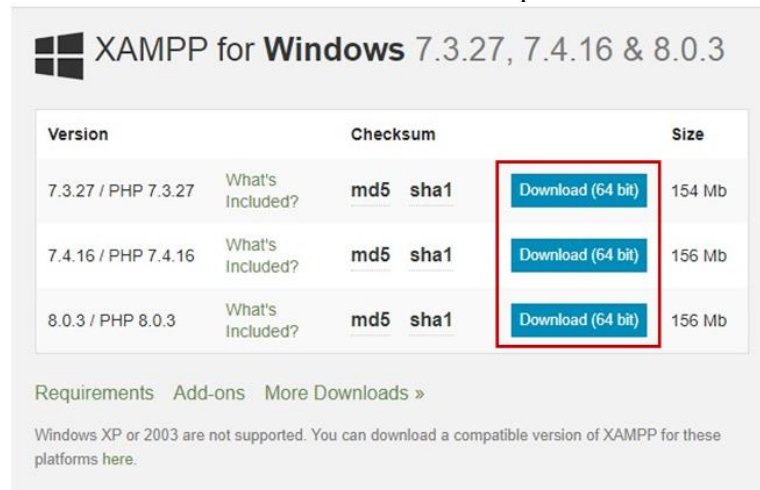 XAMPP for Windows 7.3.27, 7.4.16 & 8.0.3
Version Checksum Size
7.3.27 / PHP 7.3.27 What's Included? md5 sha1 Download (64 bit) 154 Mb
7.4.16 / PHP 7.4.16 What's Included? md5 sha1 Download (64 bit) 156 Mb
8.0.3 / PHP 8.0.3 What's Included? md5 sha1 Download (64 bit) 156 Mb
Requirements Add-ons More Downloads »
Windows XP or 2003 are not supported. You can download a compatible version of XAMPP for these
platforms here.